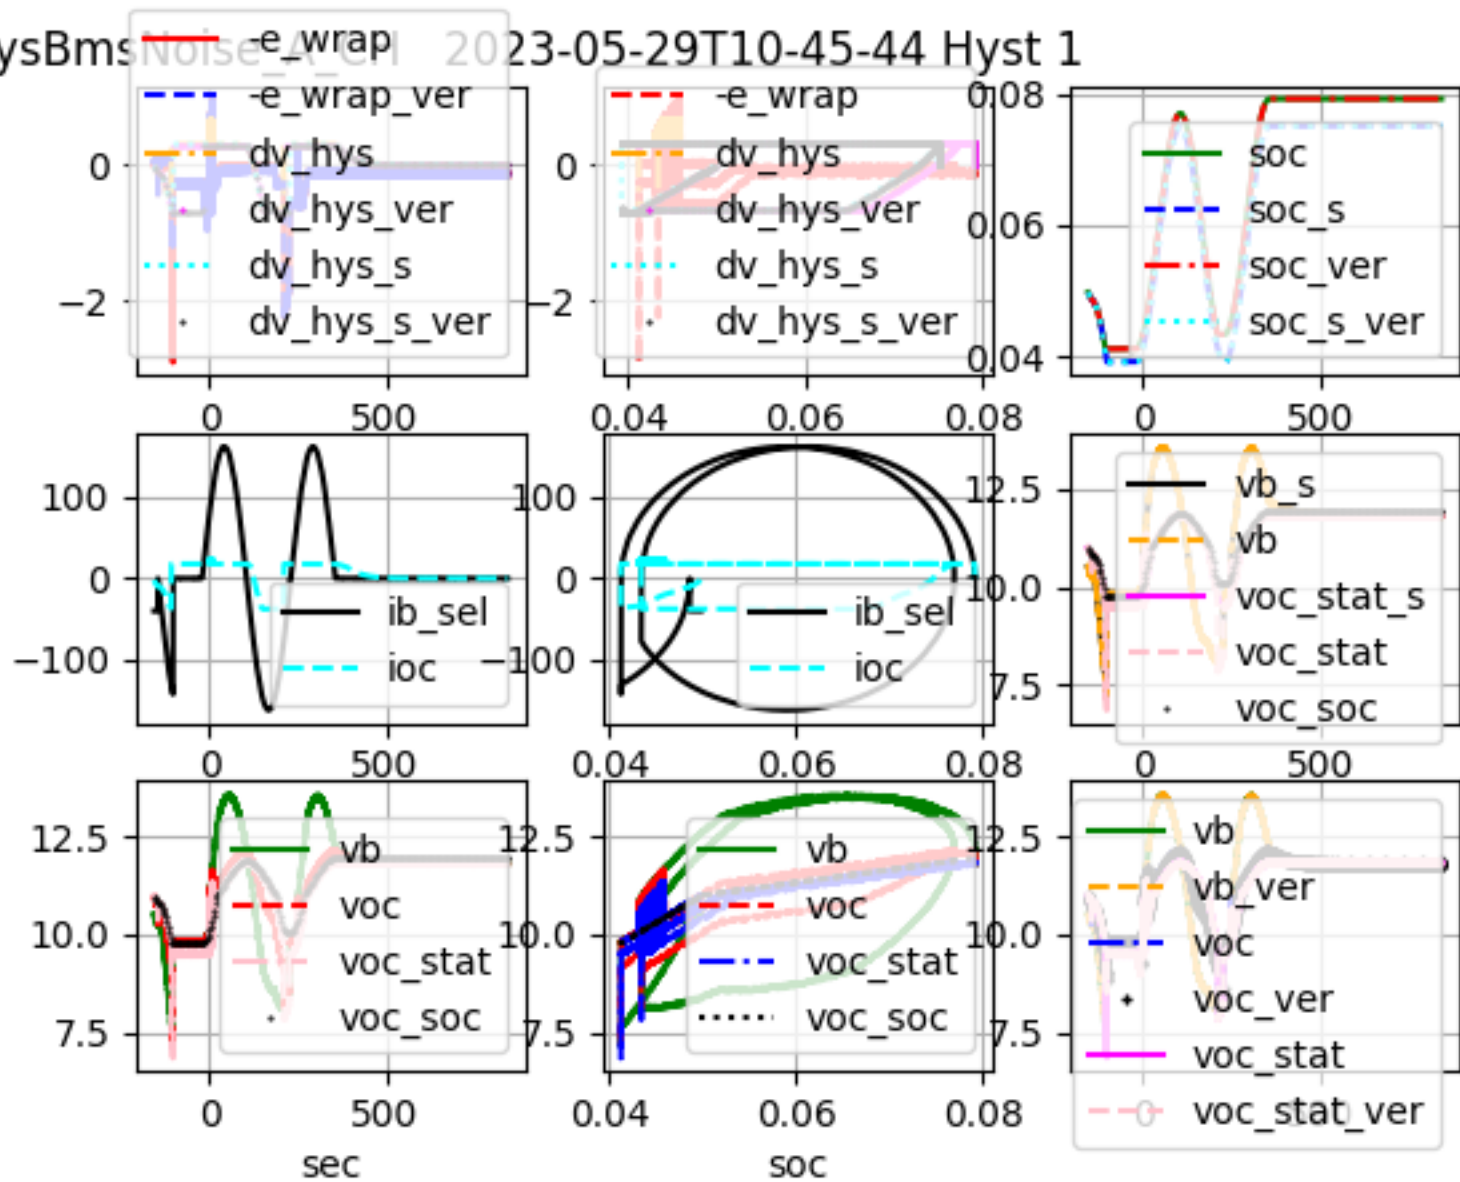 ysBmsNoise_A_CH 2023-05-29T10-45-44 Hyst 1
-e_wrap
-e_wrap_ver
dv_hys
dv_hys_ver
dv_hys_s
dv_hys_s_ver
0
−2
0 500
-e_wrap
dv_hys
dv_hys_ver
dv_hys_s
dv_hys_s_ver
0
−2
0.04 0.06 0.08
soc
soc_s
soc_ver
soc_s_ver
0.08
0.06
0.04
0 500
ib_sel
ioc
100
0
−100
0 500
ib_sel
ioc
100
0
−100
0.04 0.06 0.08
vb_s
vb
voc_stat_s
voc_stat
voc_soc
12.5
10.0
7.5
0 500
vb
voc
voc_stat
voc_soc
12.5
10.0
7.5
0 500
sec
vb
voc
voc_stat
voc_soc
12.5
10.0
7.5
0.04 0.06 0.08
soc
vb
vb_ver
voc
voc_ver
voc_stat
voc_stat_ver
0